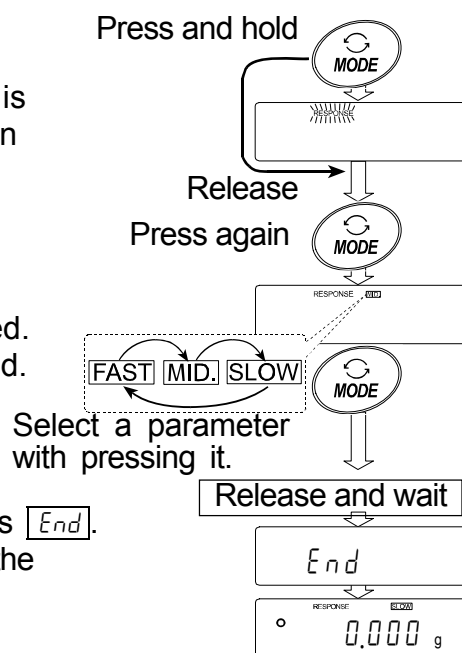 Press and hold
MODE
is
n
RESPONSE
Release
Press again
MODE
RESPONSE MID.
ed.
d.
FAST MID. SLOW
MODE
Select a parameter
with pressing it.
Release and wait
s End.
the
End
RESPONSE SLOW
0.000 g